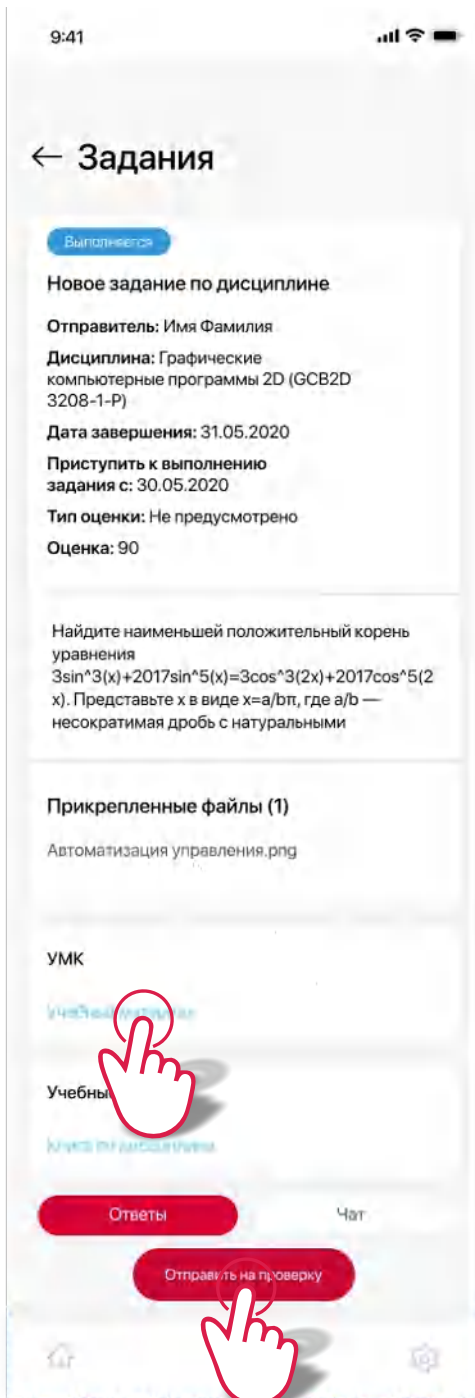 9:41
← Задания
Выполняется
Новое задание по дисциплине
Отправитель: Имя Фамилия
Дисциплина: Графические
компьютерные программы 2D (GCB2D
3208-1-P)
Дата завершения: 31.05.2020
Приступить к выполнению
задания с: 30.05.2020
Тип оценки: Не предусмотрено
Оценка: 90
Найдите наименьшей положительный корень
уравнения
3sin^3(x)+2017sin^5(x)=3cos^3(2x)+2017cos^5(2
x). Представьте x в виде x=a/bπ, где a/b —
несократимая дробь с натуральными
Прикрепленные файлы (1)
Автоматизация управления.png
УМК
Учебный
Учебны
Книга по дисциплине
Ответы
Чат
Отправить на проверку